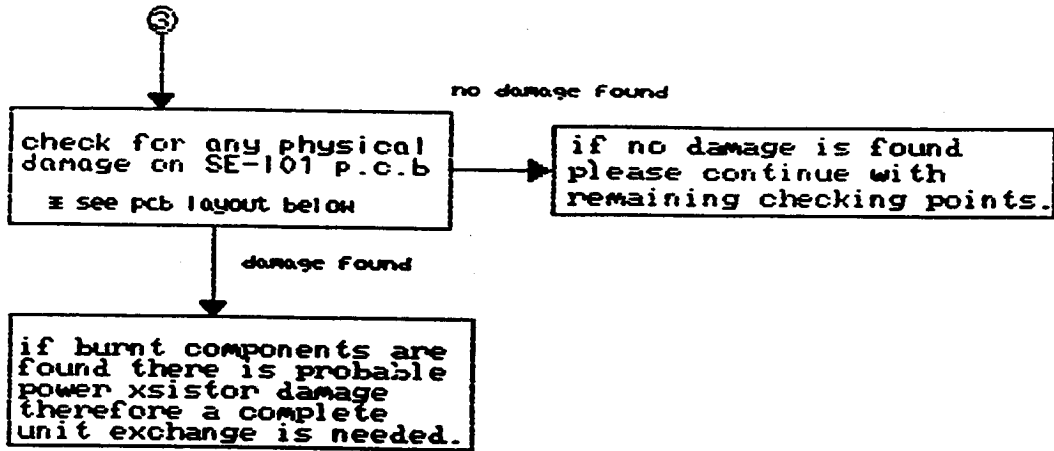 3
no damage found
check for any physical
damage on SE-101 p.c.b
* see pcb layout below
if no damage is found
please continue with
remaining checking points.
damage found
if burnt components are
found there is probable
power xsistor damage
therefore a complete
unit exchange is needed.